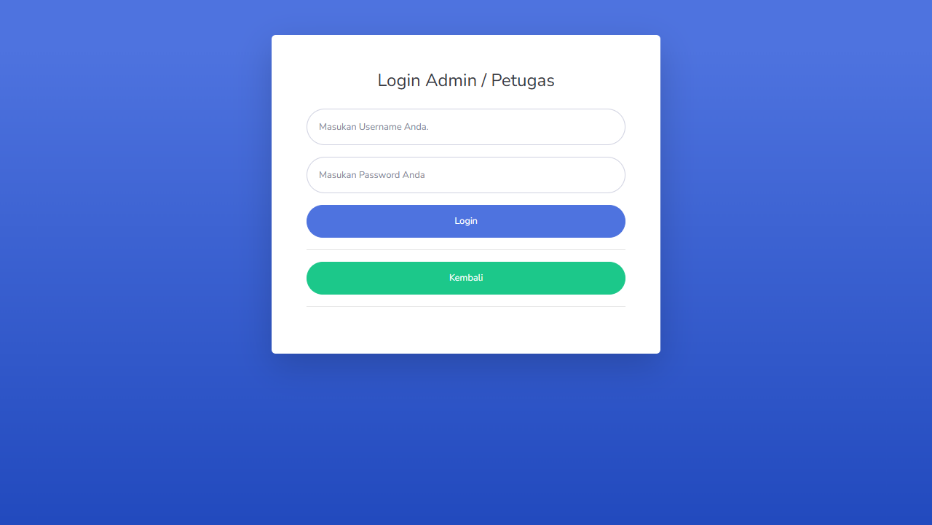 Login Admin / Petugas
Masukan Username Anda.
Masukan Password Anda
Login
Kembali